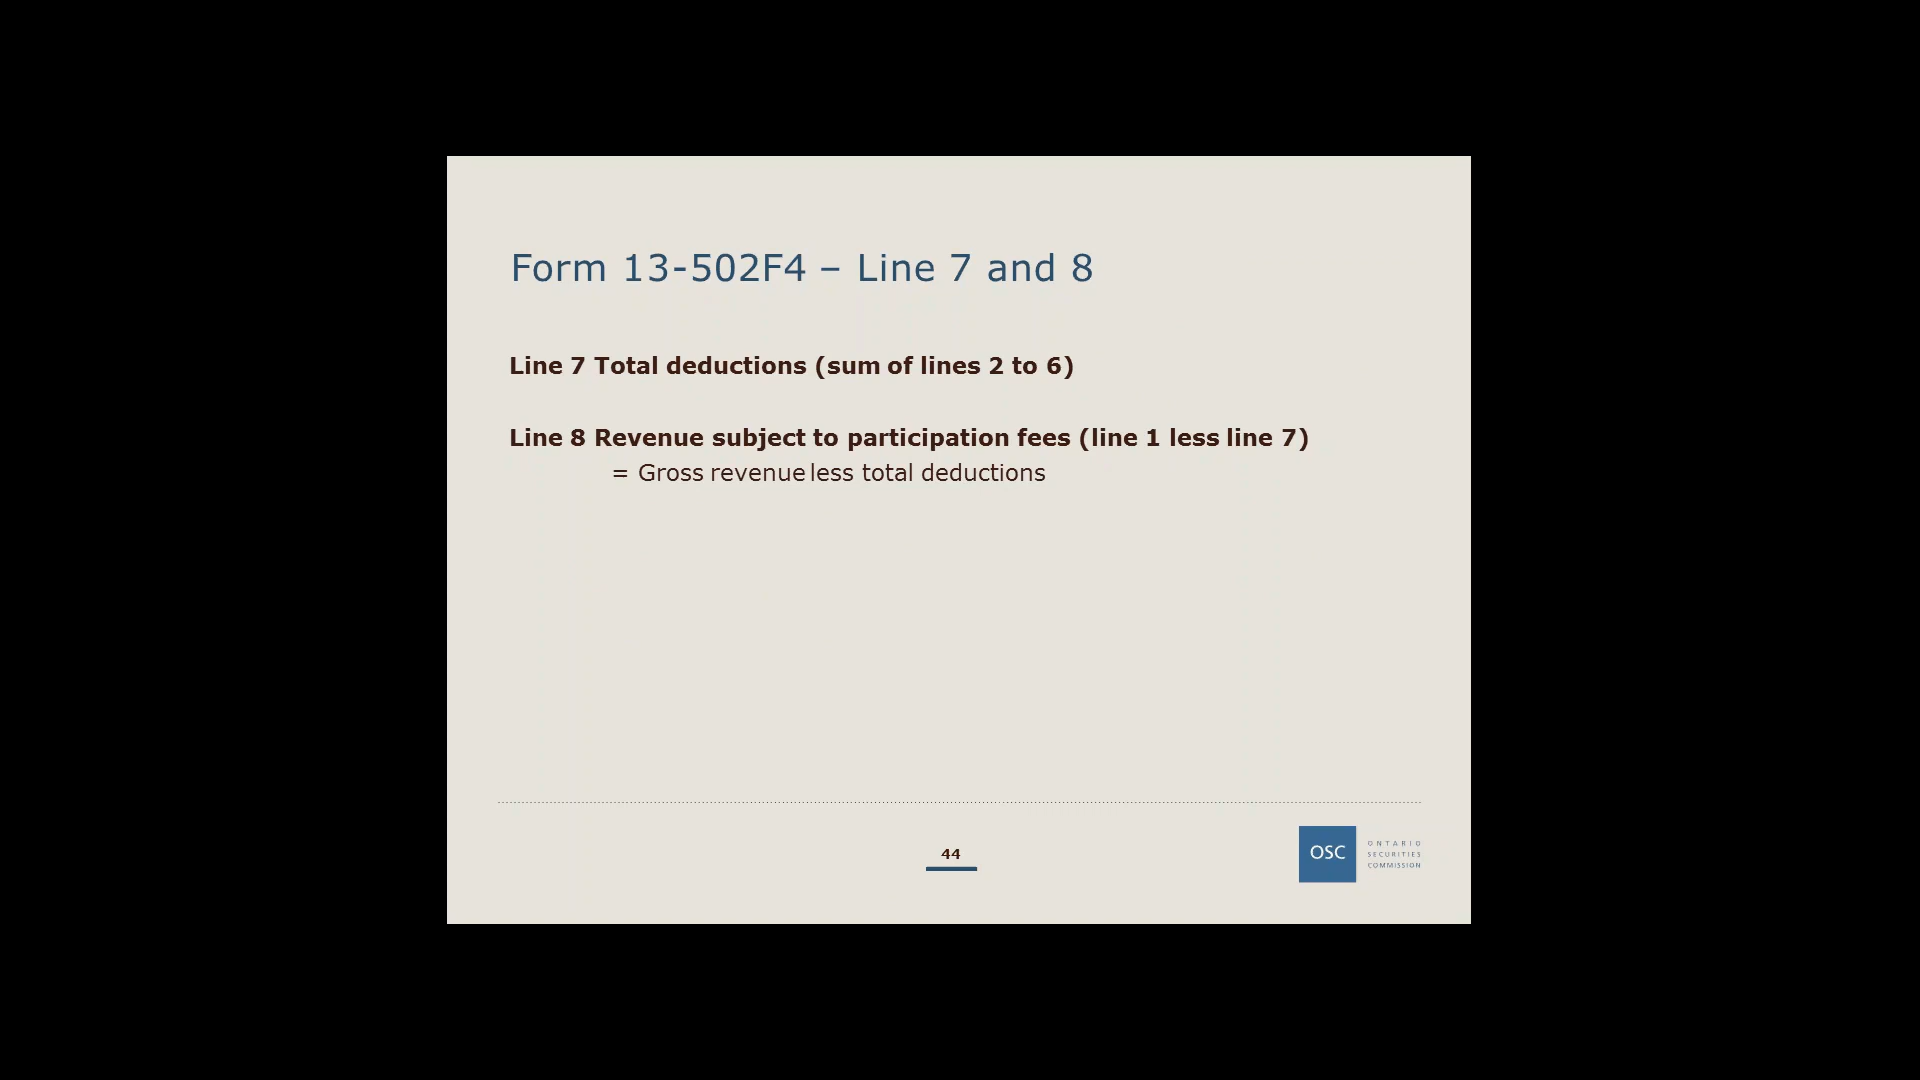 Form 13-502F4 – Line 7 and 8
Line 7 Total deductions (sum of lines 2 to 6)
Line 8 Revenue subject to participation fees (line 1 less line 7)
= Gross revenue less total deductions
44
OSC
ONTARIO
SECURITIES
COMMISSION